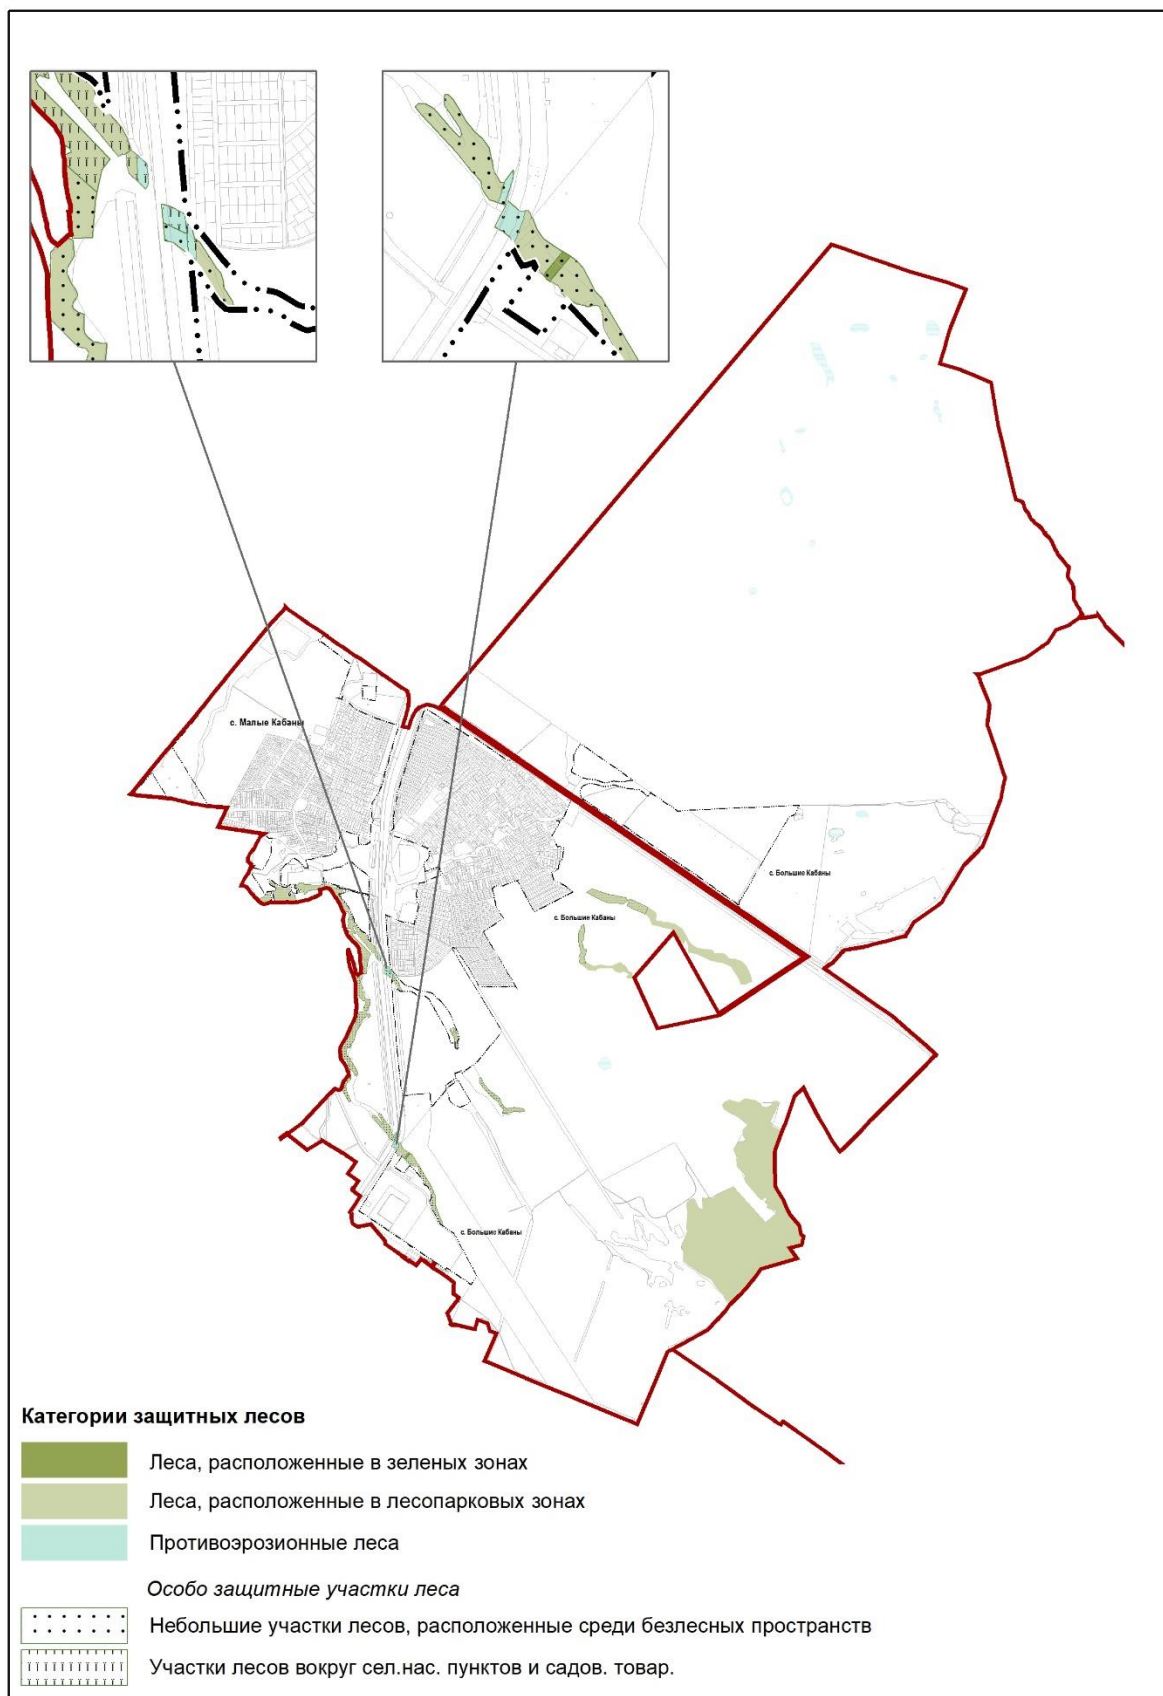 с. Малые Кабаны
с. Большие Кабаны
с. Большие Кабаны
с. Большие Кабаны
Категории защитных лесов
Леса, расположенные в зеленых зонах
Леса, расположенные в лесопарковых зонах
Противоэрозионные леса
Особо защитные участки леса
Небольшие участки лесов, расположенные среди безлесных пространств
Участки лесов вокруг сел.нас. пунктов и садов. товар.